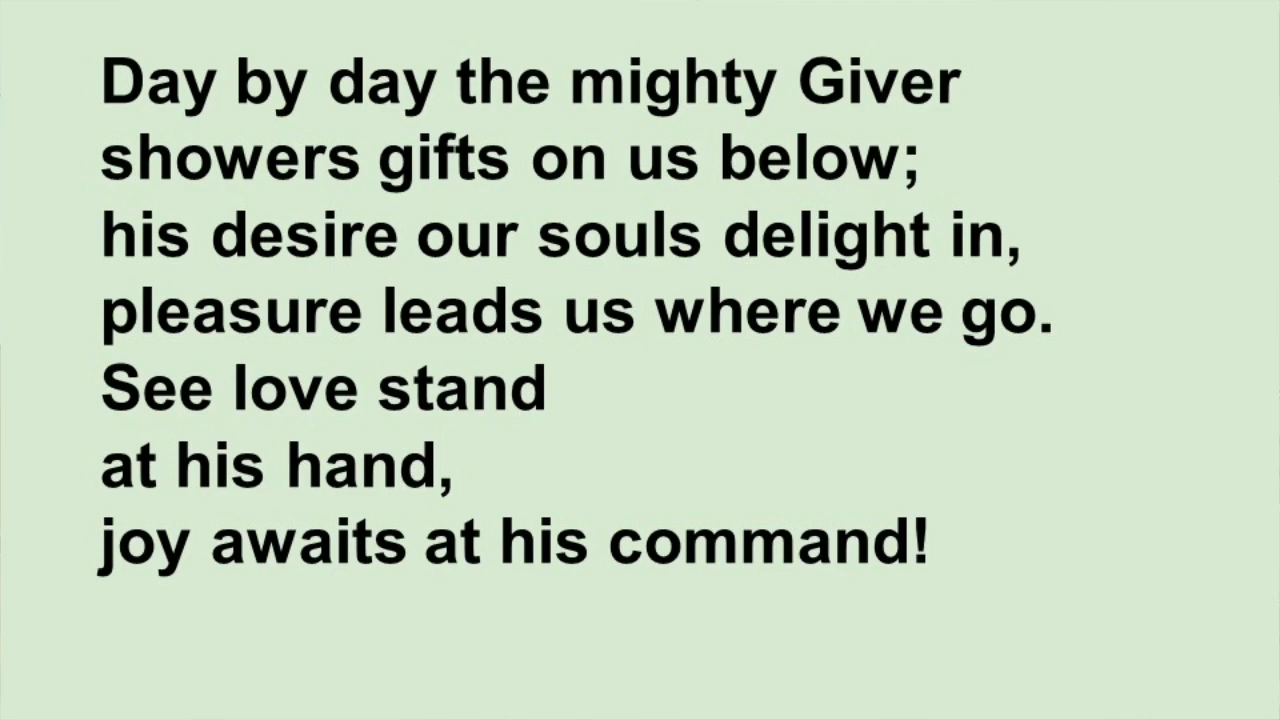 Day by day the mighty Giver
showers gifts on us below;
his desire our souls delight in,
pleasure leads us where we go.
See love stand
at his hand,
joy awaits at his command!